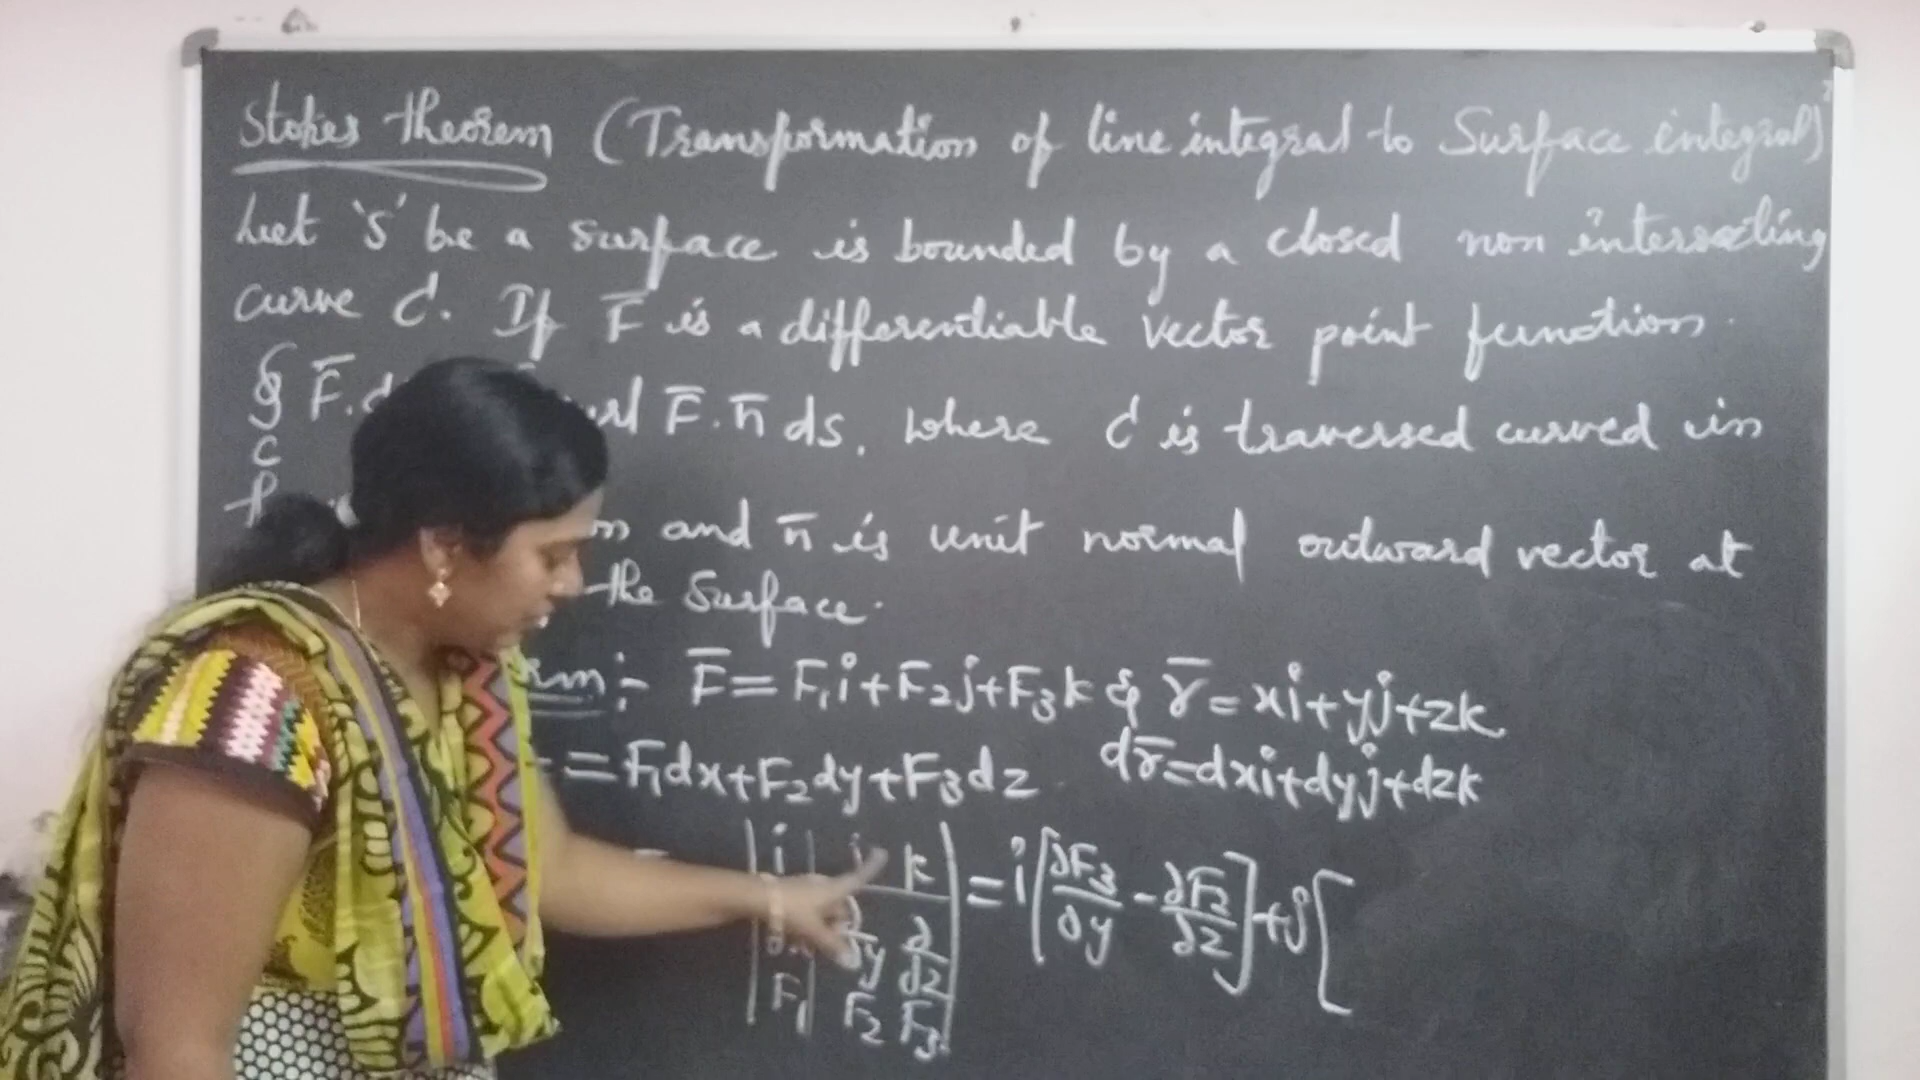 Stokes theorem (Transformation of line integral to Surface integral)
Let 'S' be a surface is bounded by a closed non intersecting
curve C. If F̅ is a differentiable vector point function.
∮ F̅.d F̅.n̅ ds, where C is traversed curved in
C
and n̅ is unit normal outward vector at
the Surface.
:- F̅ = F₁i+F₂j+F₃k & r̅ = xi+yj+zk
= F₁dx+F₂dy+F₃dz dr̅=dxi+dyj+dzk
| i k | = i[∂F₃/∂y - ∂F₂/∂z] + j[
∂/∂y ∂/∂z
F₁ F₂ F₃